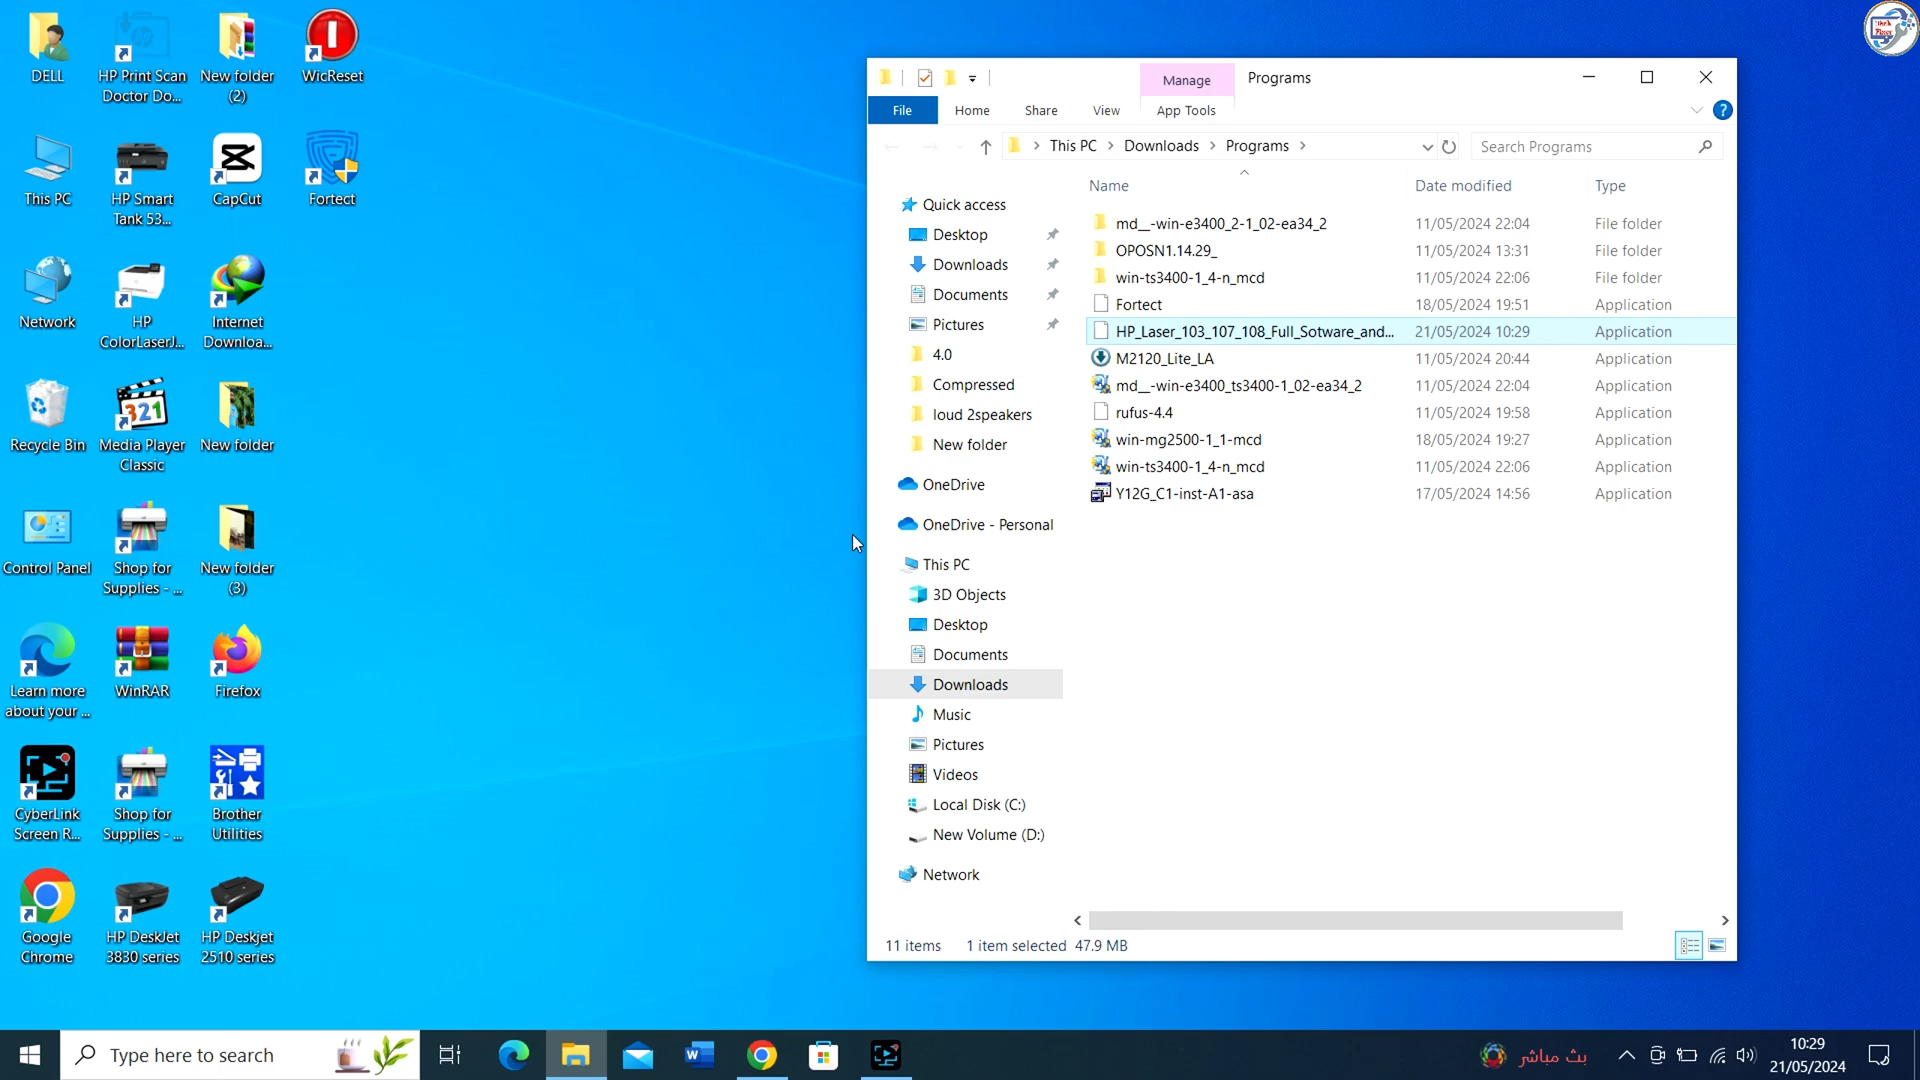 DELL
HP Print Scan
Doctor Do...
New folder
(2)
WicReset
This PC
HP Smart
Tank 53...
CapCut
Fortect
Network
HP
ColorLaserJ...
Internet
Downloa...
Recycle Bin
Media Player
Classic
New folder
Control Panel
Shop for
Supplies - ...
New folder
(3)
Learn more
about your ...
WinRAR
Firefox
CyberLink
Screen R...
Shop for
Supplies - ...
Brother
Utilities
Google
Chrome
HP DeskJet
3830 series
HP Deskjet
2510 series
Manage
Programs
File
Home
Share
View
App Tools
This PC
Downloads
Programs
Search Programs
Name
Date modified
Type
md__-win-e3400_2-1_02-ea34_2 11/05/2024 22:04 File folder
OPOSN1.14.29_ 11/05/2024 13:31 File folder
win-ts3400-1_4-n_mcd 11/05/2024 22:06 File folder
Fortect 18/05/2024 19:51 Application
HP_Laser_103_107_108_Full_Sotware_and... 21/05/2024 10:29 Application
M2120_Lite_LA 11/05/2024 20:44 Application
md__-win-e3400_ts3400-1_02-ea34_2 11/05/2024 22:04 Application
rufus-4.4 11/05/2024 19:58 Application
win-mg2500-1_1-mcd 18/05/2024 19:27 Application
win-ts3400-1_4-n_mcd 11/05/2024 22:06 Application
Y12G_C1-inst-A1-asa 17/05/2024 14:56 Application
Quick access
Desktop
Downloads
Documents
Pictures
4.0
Compressed
loud 2speakers
New folder
OneDrive
OneDrive - Personal
This PC
3D Objects
Desktop
Documents
Downloads
Music
Pictures
Videos
Local Disk (C:)
New Volume (D:)
Network
11 items 1 item selected 47.9 MB
Type here to search
بث مباشر
10:29
21/05/2024